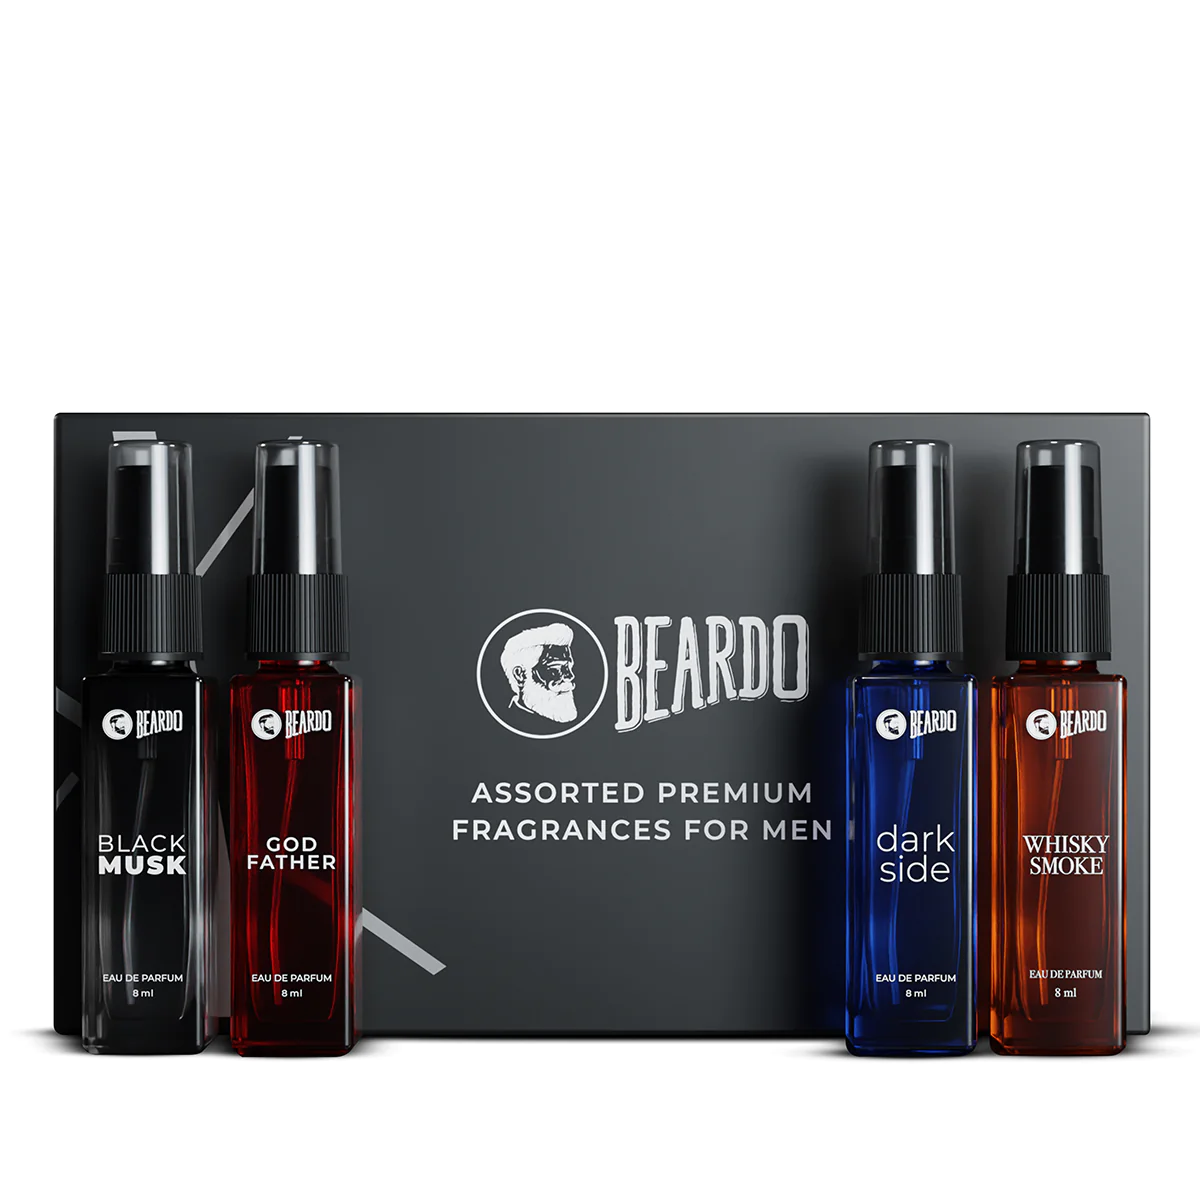 BEARDO
ASSORTED PREMIUM
FRAGRANCES FOR MEN
BEARDO
BLACK
MUSK
EAU DE PARFUM
8 ml
BEARDO
GOD
FATHER
EAU DE PARFUM
8 ml
BEARDO
dark
side
EAU DE PARFUM
8 ml
BEARDO
WHISKY
SMOKE
EAU DE PARFUM
8 ml